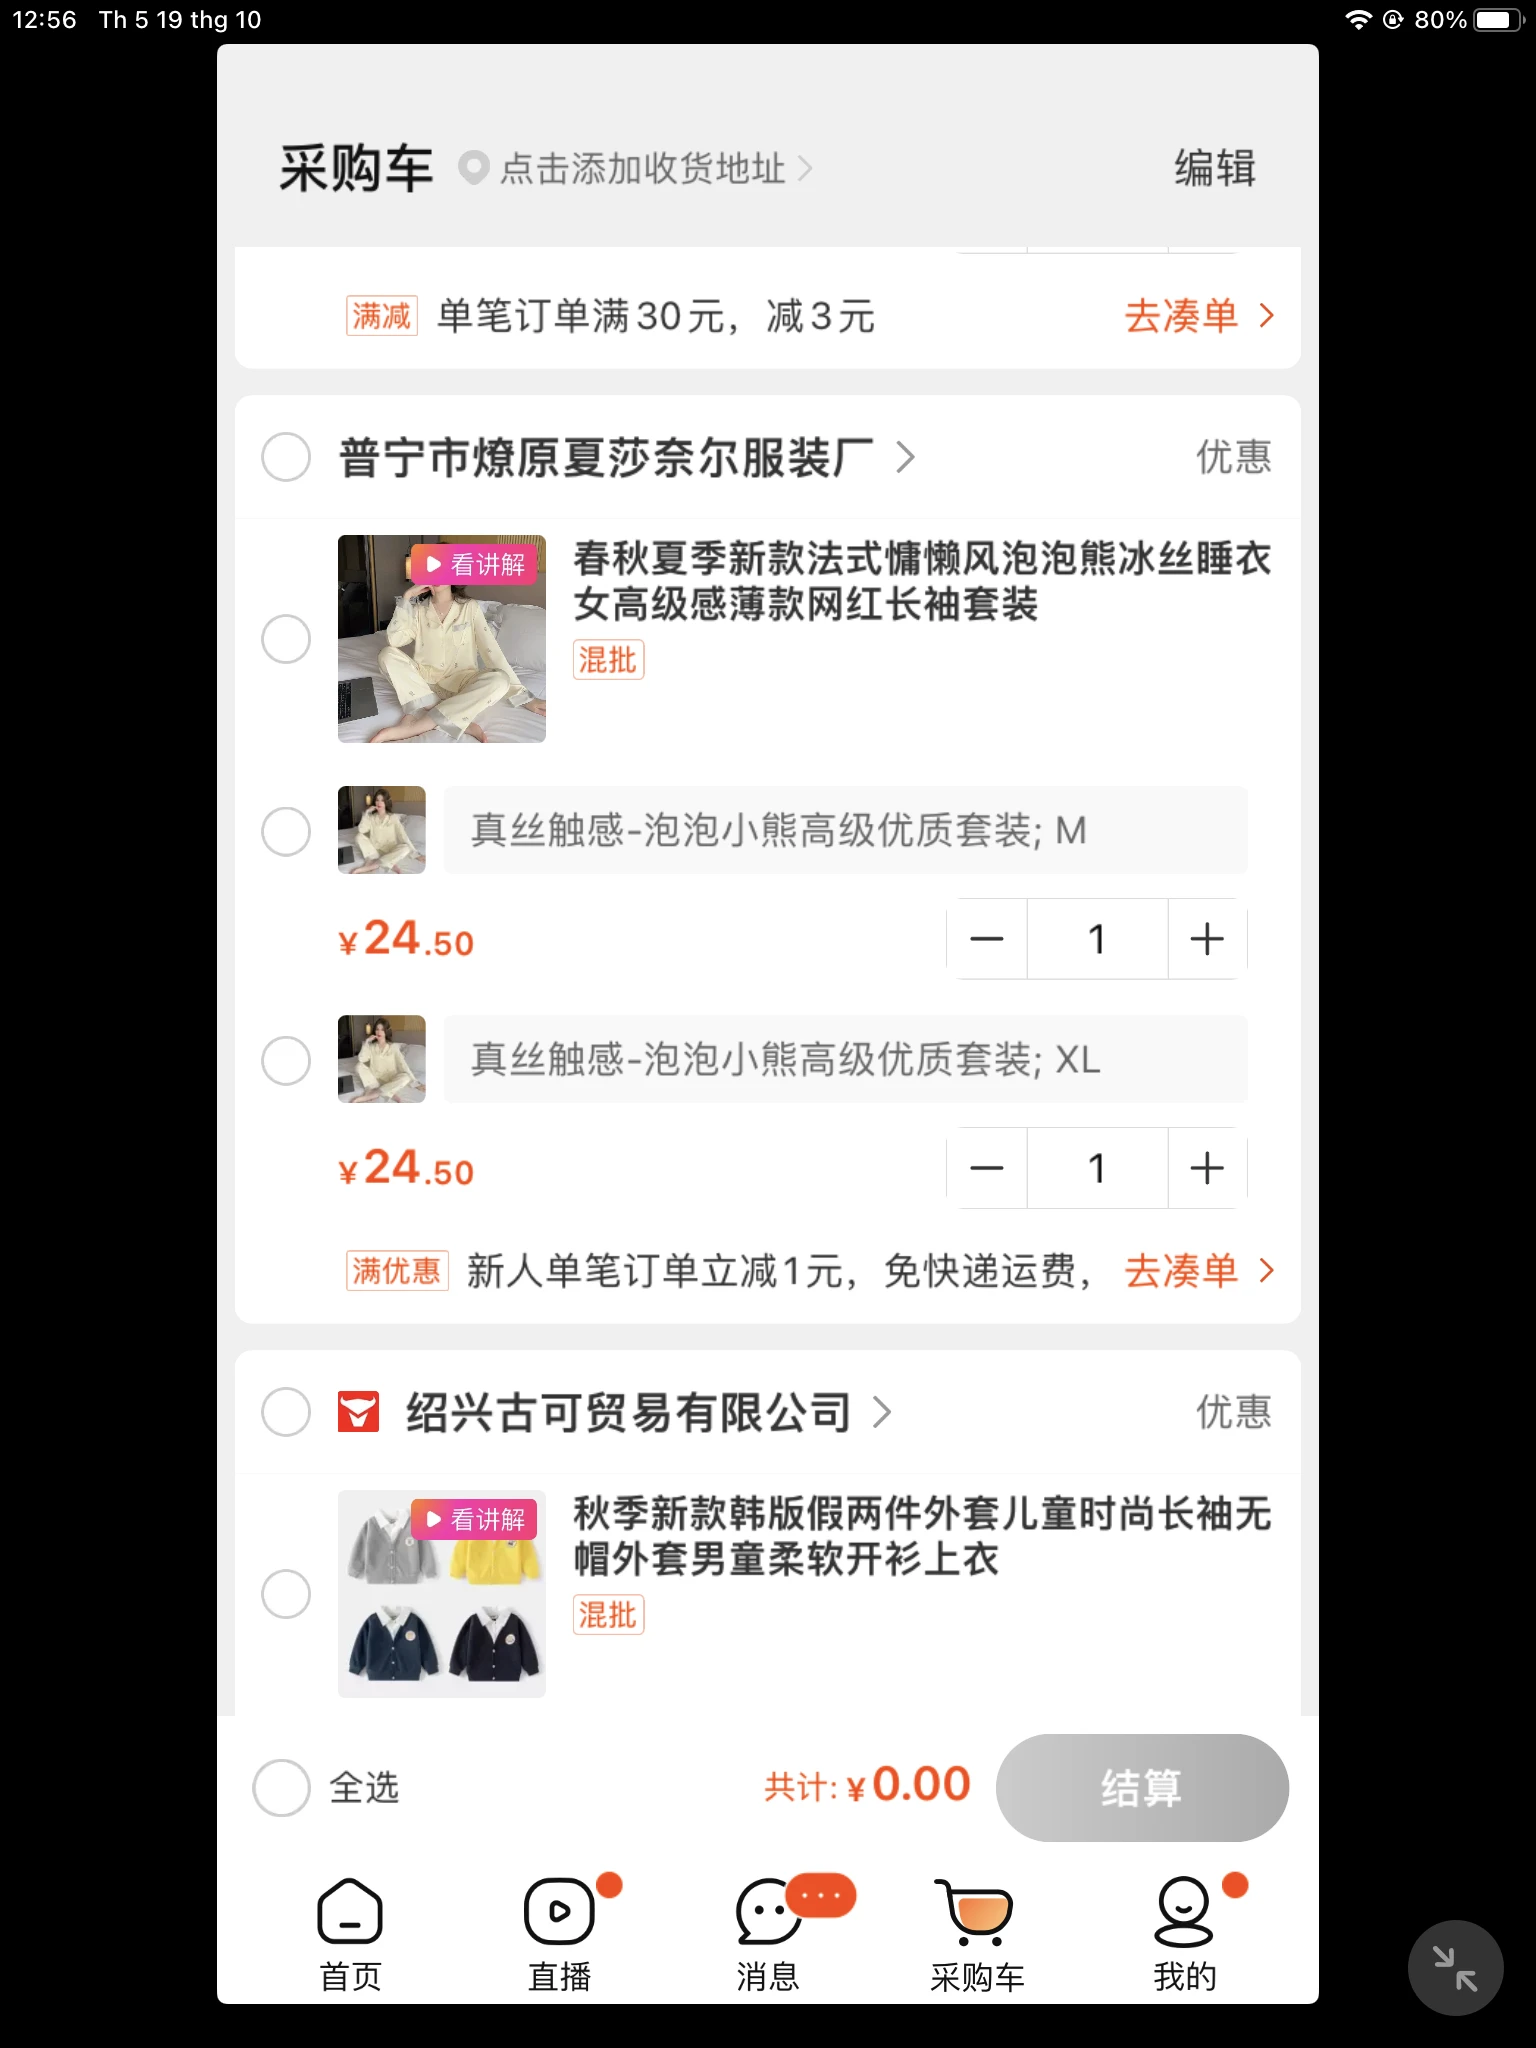 12:56 Th 5 19 thg 10 80%
采购车 点击添加收货地址 编辑
满减 单笔订单满30元，减3元 去凑单
普宁市燎原夏莎奈尔服装厂 优惠
看讲解
春秋夏季新款法式慵懒风泡泡熊冰丝睡衣
女高级感薄款网红长袖套装
混批
真丝触感-泡泡小熊高级优质套装; M
¥24.50 1
真丝触感-泡泡小熊高级优质套装; XL
¥24.50 1
满优惠 新人单笔订单立减1元，免快递运费， 去凑单
绍兴古可贸易有限公司 优惠
看讲解
秋季新款韩版假两件外套儿童时尚长袖无
帽外套男童柔软开衫上衣
混批
全选 共计: ¥0.00 结算
首页 直播 消息 采购车 我的